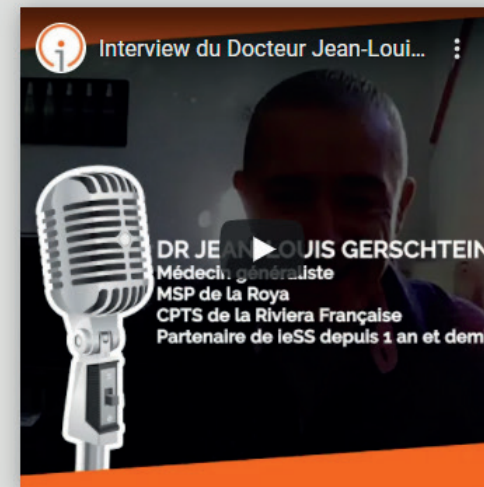 Interview du Docteur Jean-Loui...
DR JEAN-LOUIS GERSCHTEIN
Médecin généraliste
MSP de la Roya
CPTS de la Riviera Française
Partenaire de ieSS depuis 1 an et dem